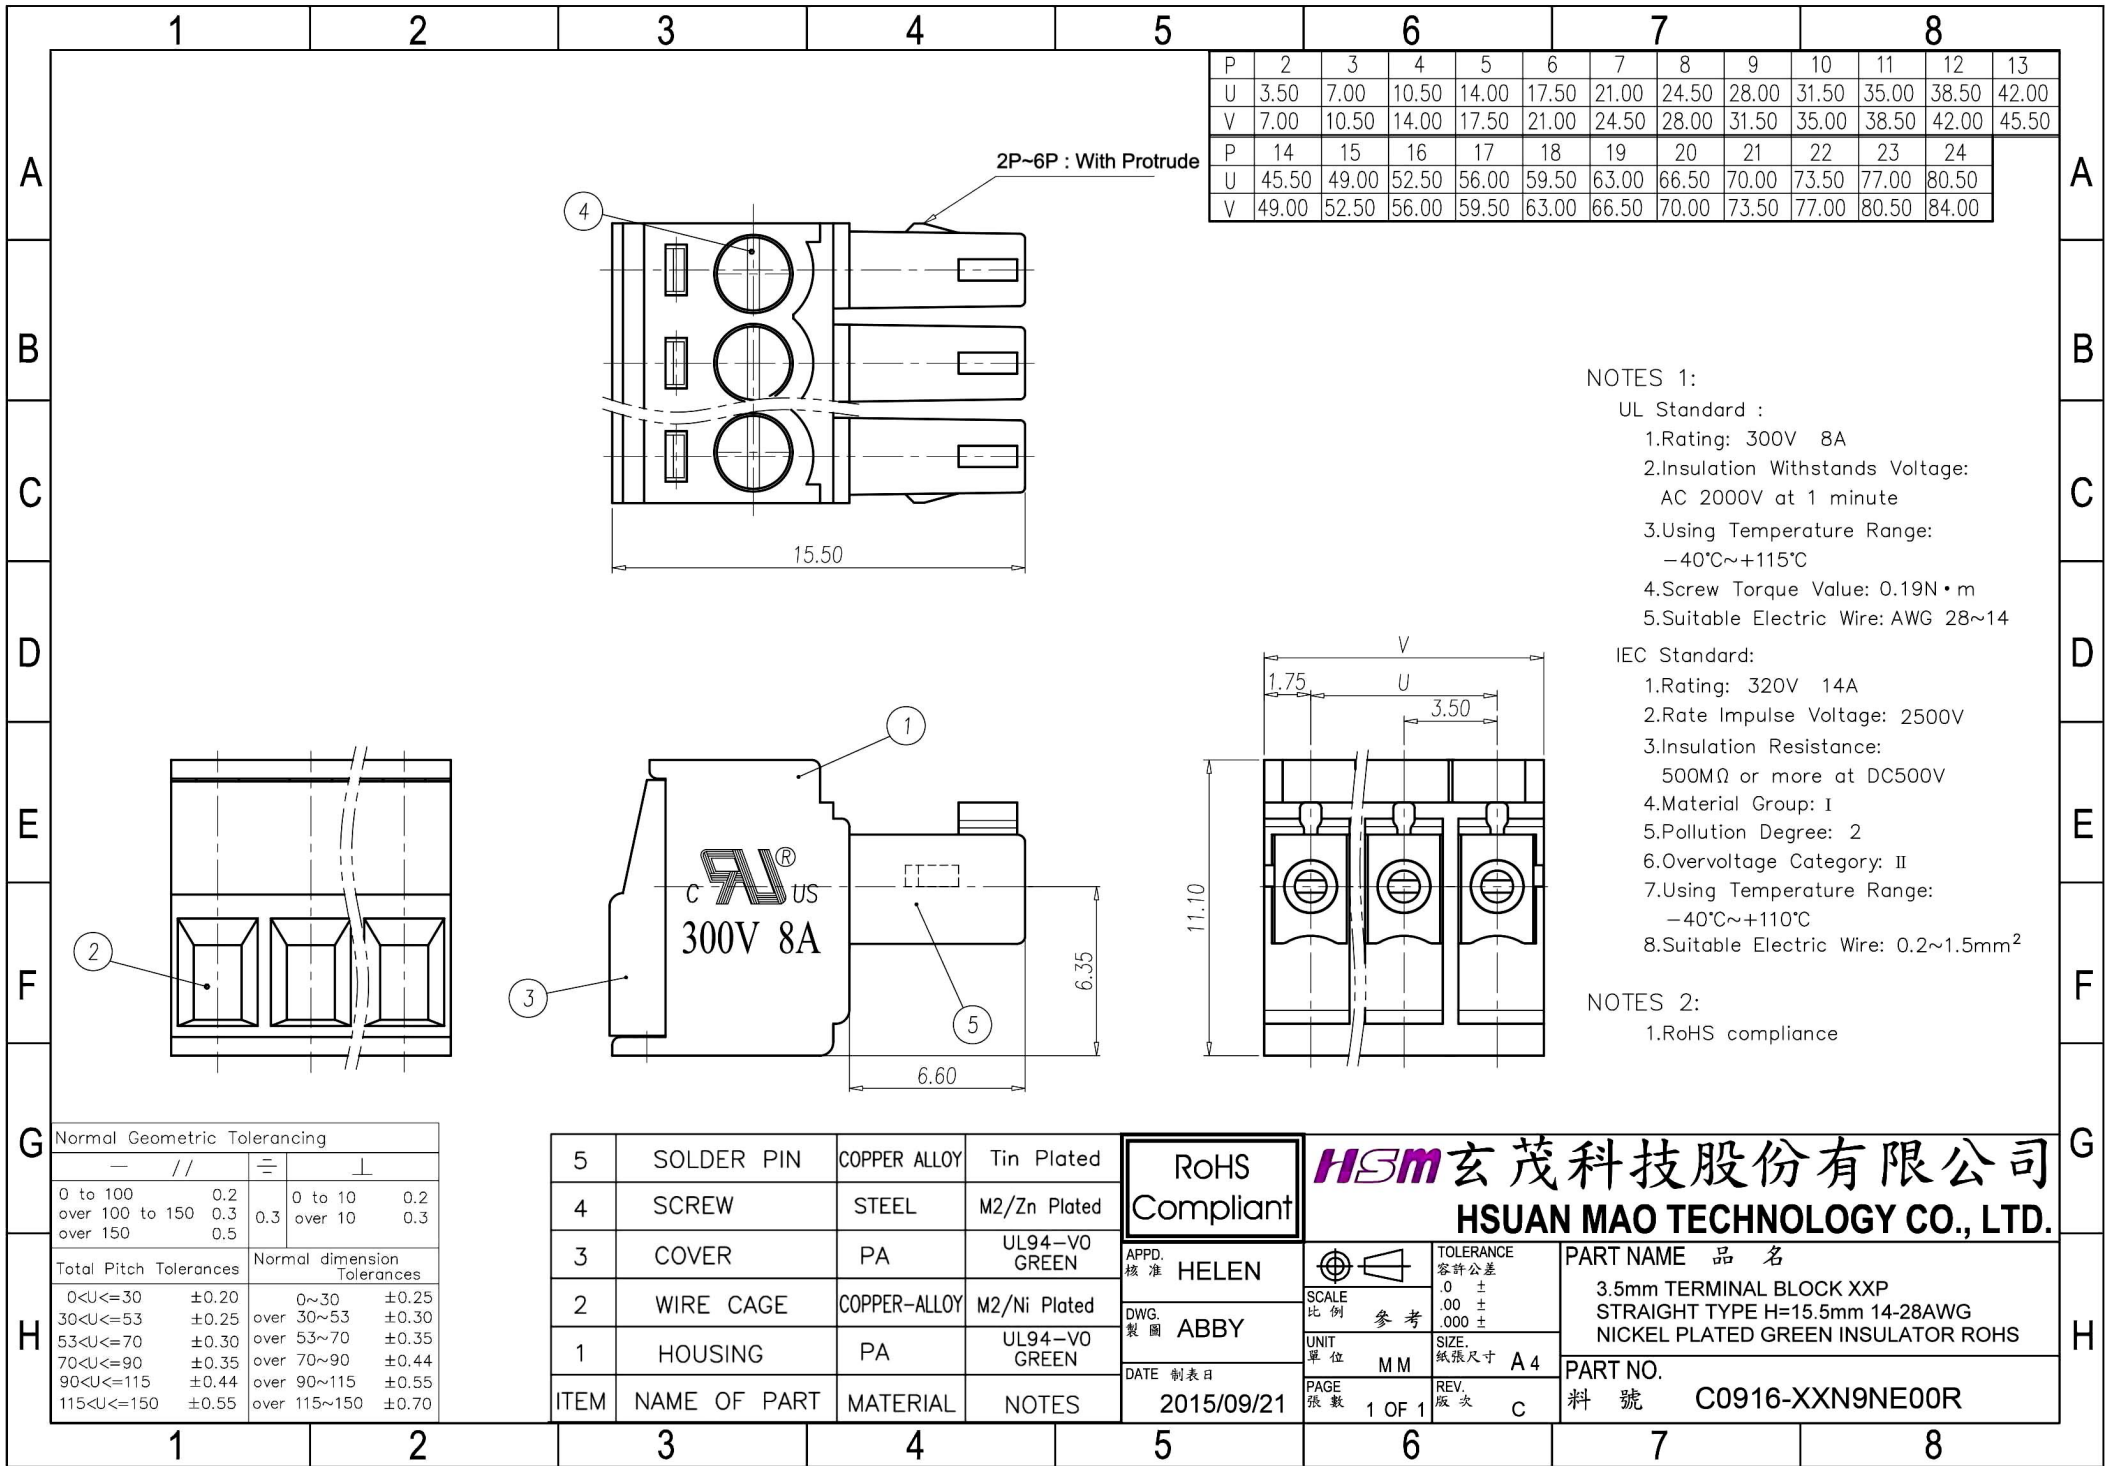 1 2 3 4 5 6 7 8
P 2 3 4 5 6 7 8 9 10 11 12 13
U 3.50 7.00 10.50 14.00 17.50 21.00 24.50 28.00 31.50 35.00 38.50 42.00
V 7.00 10.50 14.00 17.50 21.00 24.50 28.00 31.50 35.00 38.50 42.00 45.50
P 14 15 16 17 18 19 20 21 22 23 24
U 45.50 49.00 52.50 56.00 59.50 63.00 66.50 70.00 73.50 77.00 80.50
V 49.00 52.50 56.00 59.50 63.00 66.50 70.00 73.50 77.00 80.50 84.00
A A
B B
C C
D D
E E
F F
G G
H H
2P~6P : With Protrude
4
15.50
NOTES 1:
UL Standard :
1.Rating: 300V 8A
2.Insulation Withstands Voltage:
AC 2000V at 1 minute
3.Using Temperature Range:
−40℃~+115℃
4.Screw Torque Value: 0.19N•m
5.Suitable Electric Wire: AWG 28~14
IEC Standard:
1.Rating: 320V 14A
2.Rate Impulse Voltage: 2500V
3.Insulation Resistance:
500MΩ or more at DC500V
4.Material Group: I
5.Pollution Degree: 2
6.Overvoltage Category: II
7.Using Temperature Range:
−40℃~+110℃
8.Suitable Electric Wire: 0.2~1.5mm²
NOTES 2:
1.RoHS compliance
2
1
C RU ® US
300V 8A
3
5
6.35
6.60
V
1.75 U
3.50
11.10
Normal Geometric Tolerancing
— // ⌯ ⊥
0 to 100 0.2
over 100 to 150 0.3
over 150 0.5
0.3
0 to 10 0.2
over 10 0.3
Total Pitch Tolerances
0<U<=30 ±0.20
30<U<=53 ±0.25
53<U<=70 ±0.30
70<U<=90 ±0.35
90<U<=115 ±0.44
115<U<=150 ±0.55
Normal dimension
Tolerances
0~30 ±0.25
over 30~53 ±0.30
over 53~70 ±0.35
over 70~90 ±0.44
over 90~115 ±0.55
over 115~150 ±0.70
5 SOLDER PIN COPPER ALLOY Tin Plated
4 SCREW STEEL M2/Zn Plated
3 COVER PA UL94−V0 GREEN
2 WIRE CAGE COPPER−ALLOY M2/Ni Plated
1 HOUSING PA UL94−V0 GREEN
ITEM NAME OF PART MATERIAL NOTES
RoHS
Compliant
HSM 玄茂科技股份有限公司
HSUAN MAO TECHNOLOGY CO., LTD.
APPD.
核 准 HELEN
DWG.
製 圖 ABBY
DATE 制表日
2015/09/21
SCALE
比 例 參 考
UNIT
單 位 MM
PAGE
張 數 1 OF 1
TOLERANCE
容許公差
.0 ±
.00 ±
.000 ±
SIZE.
紙張尺寸 A4
REV.
版 次 C
PART NAME 品 名
3.5mm TERMINAL BLOCK XXP
STRAIGHT TYPE H=15.5mm 14-28AWG
NICKEL PLATED GREEN INSULATOR ROHS
PART NO.
料 號 C0916-XXN9NE00R
1 2 3 4 5 6 7 8